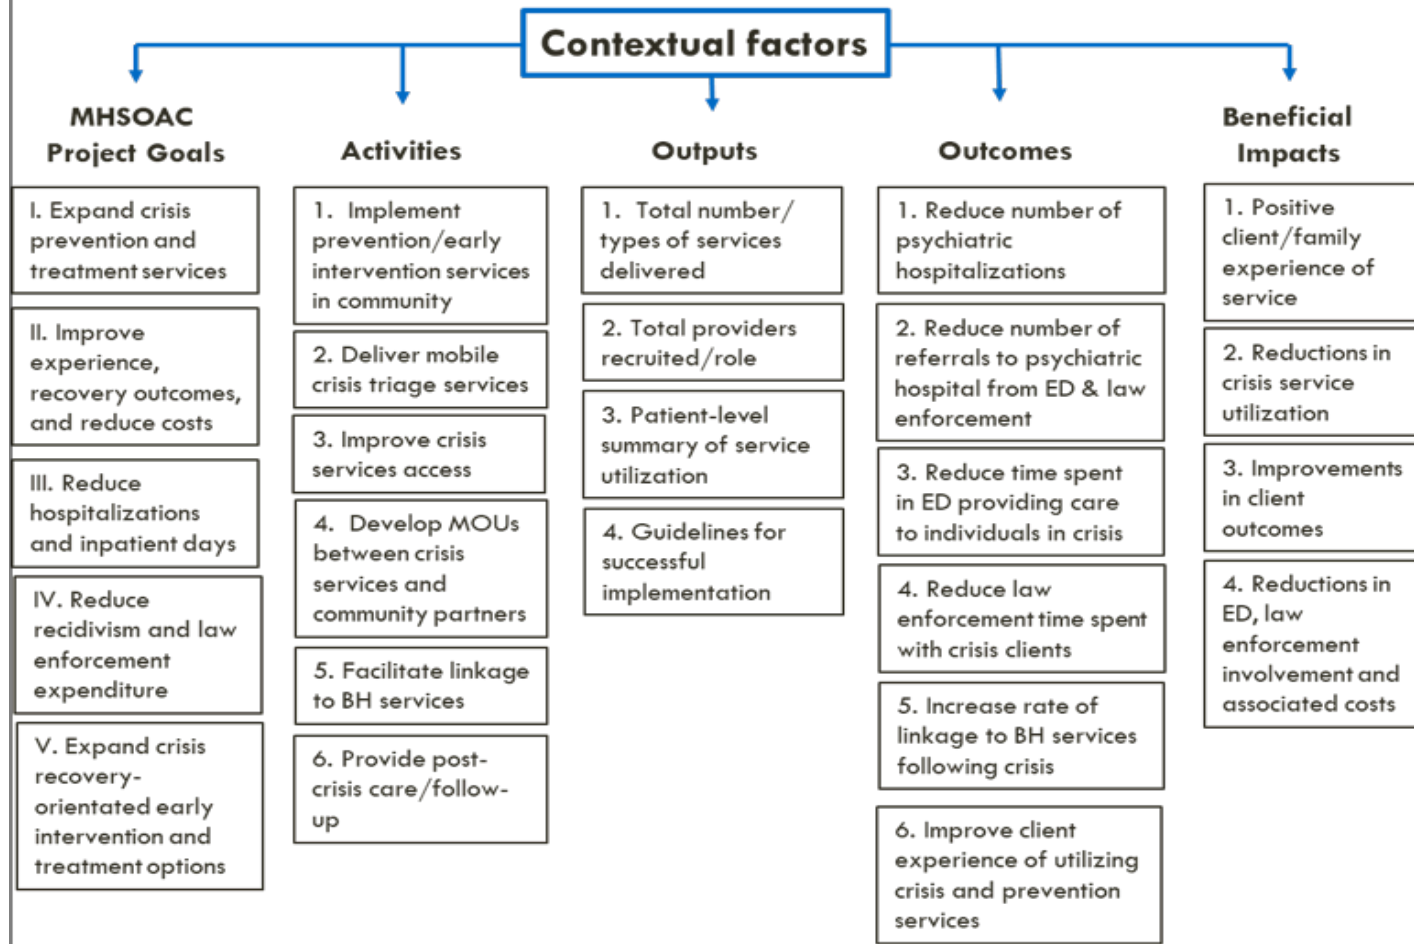 Contextual factors
MHSOAC
Project Goals
I. Expand crisis
prevention and
treatment services
II. Improve
experience,
recovery outcomes,
and reduce costs
III. Reduce
hospitalizations
and inpatient days
IV. Reduce
recidivism and law
enforcement
expenditure
V. Expand crisis
recovery-
orientated early
intervention and
treatment options
Activities
1. Implement
prevention/early
intervention services
in community
2. Deliver mobile
crisis triage services
3. Improve crisis
services access
4. Develop MOUs
between crisis
services and
community partners
5. Facilitate linkage
to BH services
6. Provide post-
crisis care/follow-
up
Outputs
1. Total number/
types of services
delivered
2. Total providers
recruited/role
3. Patient-level
summary of service
utilization
4. Guidelines for
successful
implementation
Outcomes
1. Reduce number of
psychiatric
hospitalizations
2. Reduce number of
referrals to psychiatric
hospital from ED & law
enforcement
3. Reduce time spent
in ED providing care
to individuals in crisis
4. Reduce law
enforcement time spent
with crisis clients
5. Increase rate of
linkage to BH services
following crisis
6. Improve client
experience of utilizing
crisis and prevention
services
Beneficial
Impacts
1. Positive
client/family
experience of
service
2. Reductions in
crisis service
utilization
3. Improvements
in client
outcomes
4. Reductions in
ED, law
enforcement
involvement and
associated costs